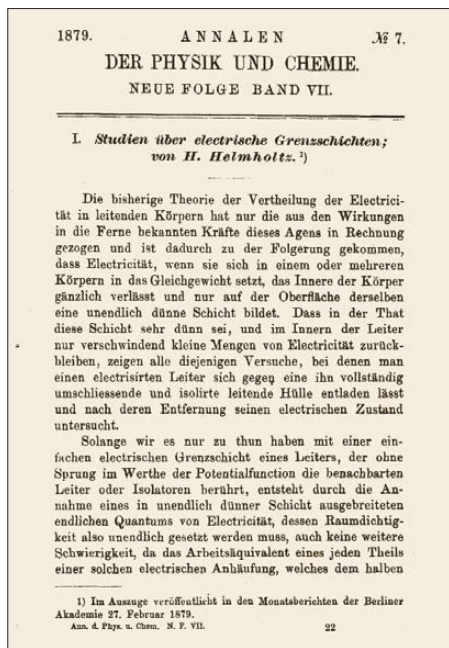 1879. ANNALEN № 7.
DER PHYSIK UND CHEMIE.
NEUE FOLGE BAND VII.
I. Studien über electrische Grenzschichten;
von H. Helmholtz. ¹)
Die bisherige Theorie der Vertheilung der Electrici-
tät in leitenden Körpern hat nur die aus den Wirkungen
in die Ferne bekannten Kräfte dieses Agens in Rechnung
gezogen und ist dadurch zu der Folgerung gekommen,
dass Electricität, wenn sie sich in einem oder mehreren
Körpern in das Gleichgewicht setzt, das Innere der Körper
gänzlich verlässt und nur auf der Oberfläche derselben
eine unendlich dünne Schicht bildet. Dass in der That
diese Schicht sehr dünn sei, und im Innern der Leiter
nur verschwindend kleine Mengen von Electricität zurück-
bleiben, zeigen alle diejenigen Versuche, bei denen man
einen electrisirten Leiter sich gegen eine ihn vollständig
umschliessende und isolirte leitende Hülle entladen lässt
und nach deren Entfernung seinen electrischen Zustand
untersucht.
Solange wir es nur zu thun haben mit einer ein-
fachen electrischen Grenzschicht eines Leiters, der ohne
Sprung im Werthe der Potentialfunction die benachbarten
Leiter oder Isolatoren berührt, entsteht durch die An-
nahme eines in unendlich dünner Schicht ausgebreiteten
endlichen Quantums von Electricität, dessen Raumdichtig-
keit also unendlich gesetzt werden muss, auch keine weitere
Schwierigkeit, da das Arbeitsäquivalent eines jeden Theils
einer solchen electrischen Anhäufung, welches dem halben
1) Im Auszuge veröffentlicht in den Monatsberichten der Berliner
Akademie 27. Februar 1879.
Ann. d. Phys. u. Chem. N. F. VII. 22